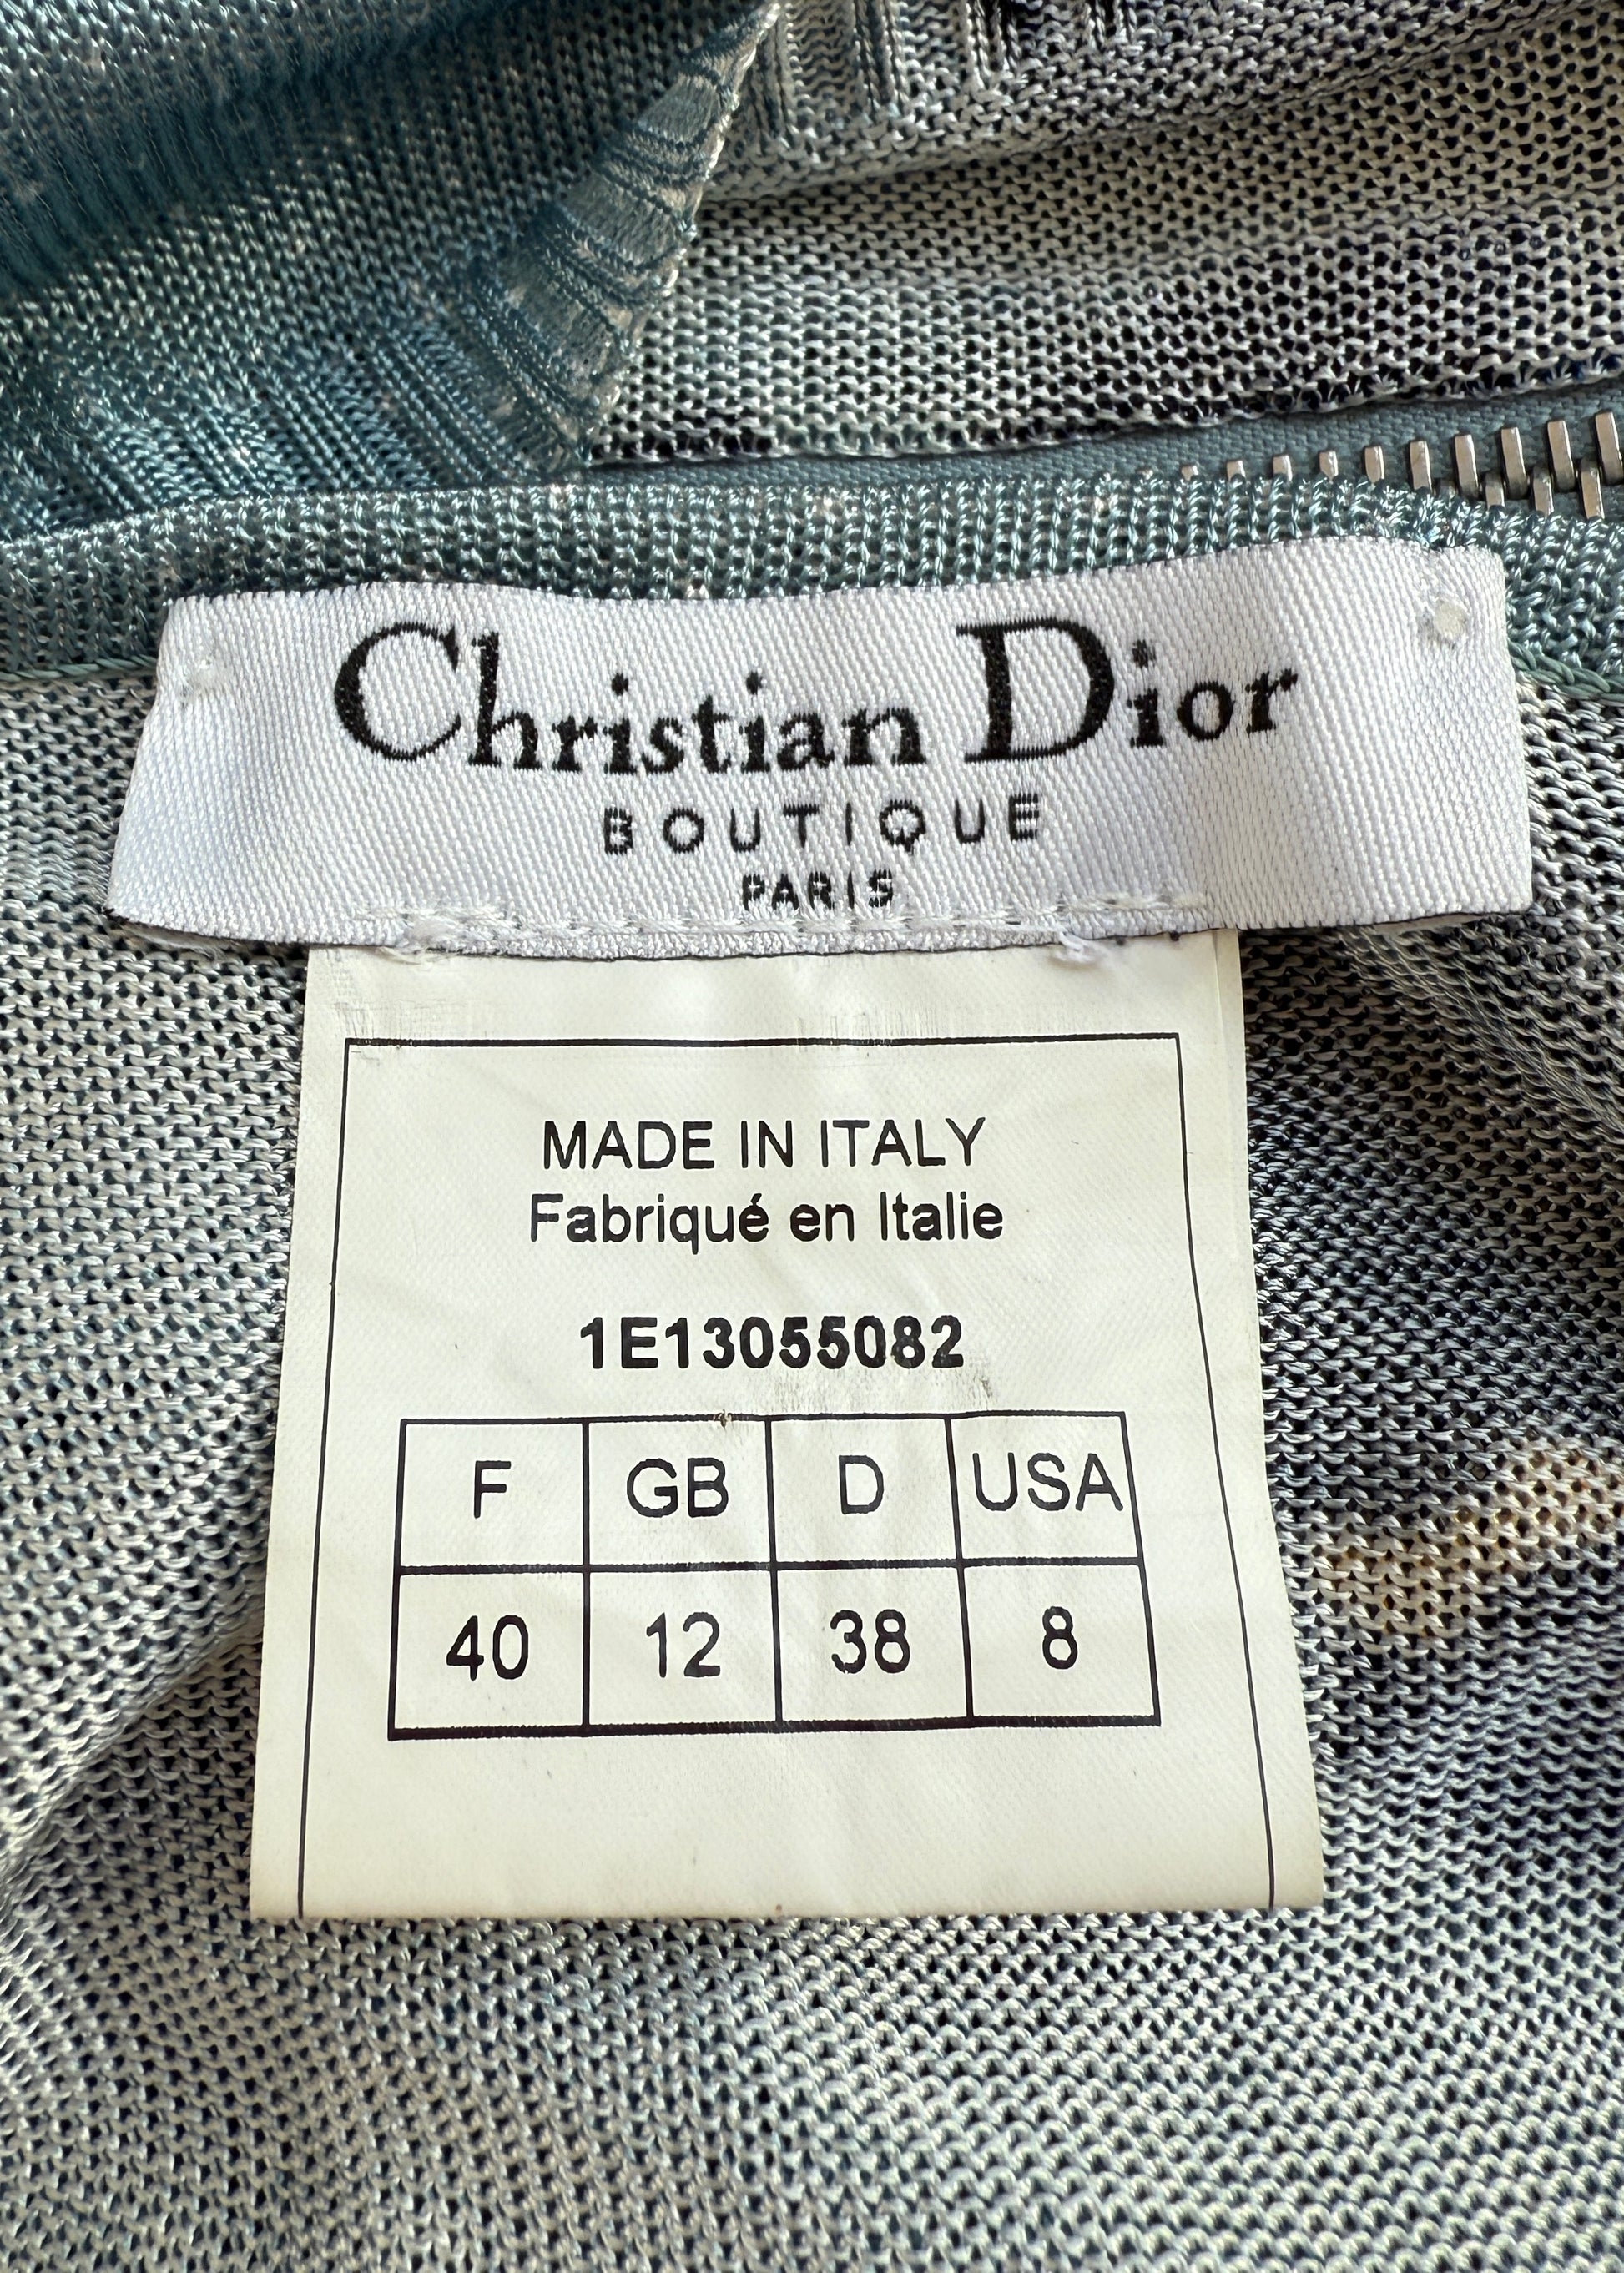 Christian Dior
BOUTIQUE
PARIS
MADE IN ITALY
Fabriqué en Italie
1E13055082
F GB D USA
40 12 38 8